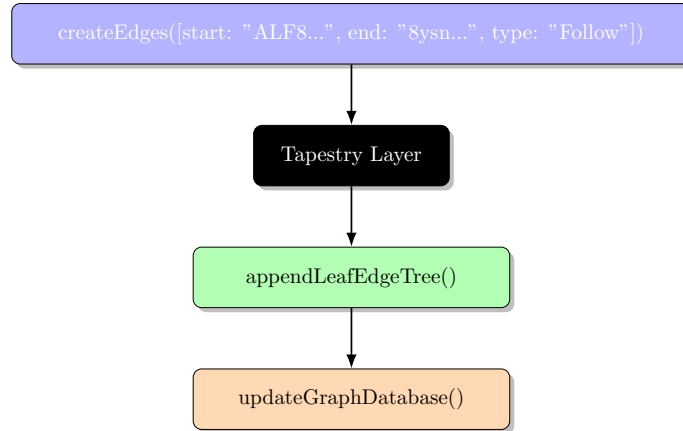 createEdges([start: ”ALF8...”, end: ”8ysn...”, type: ”Follow”])
Tapestry Layer
appendLeafEdgeTree()
updateGraphDatabase()